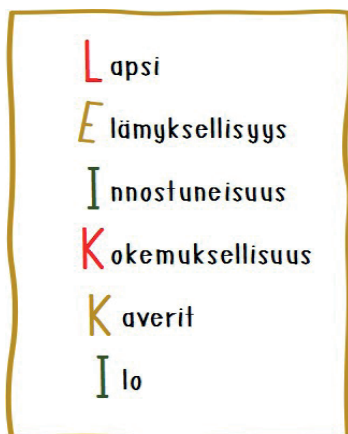 Lapsi
Elämyksellisyys
Innostuneisuus
Kokemuksellisuus
Kaverit
Ilo